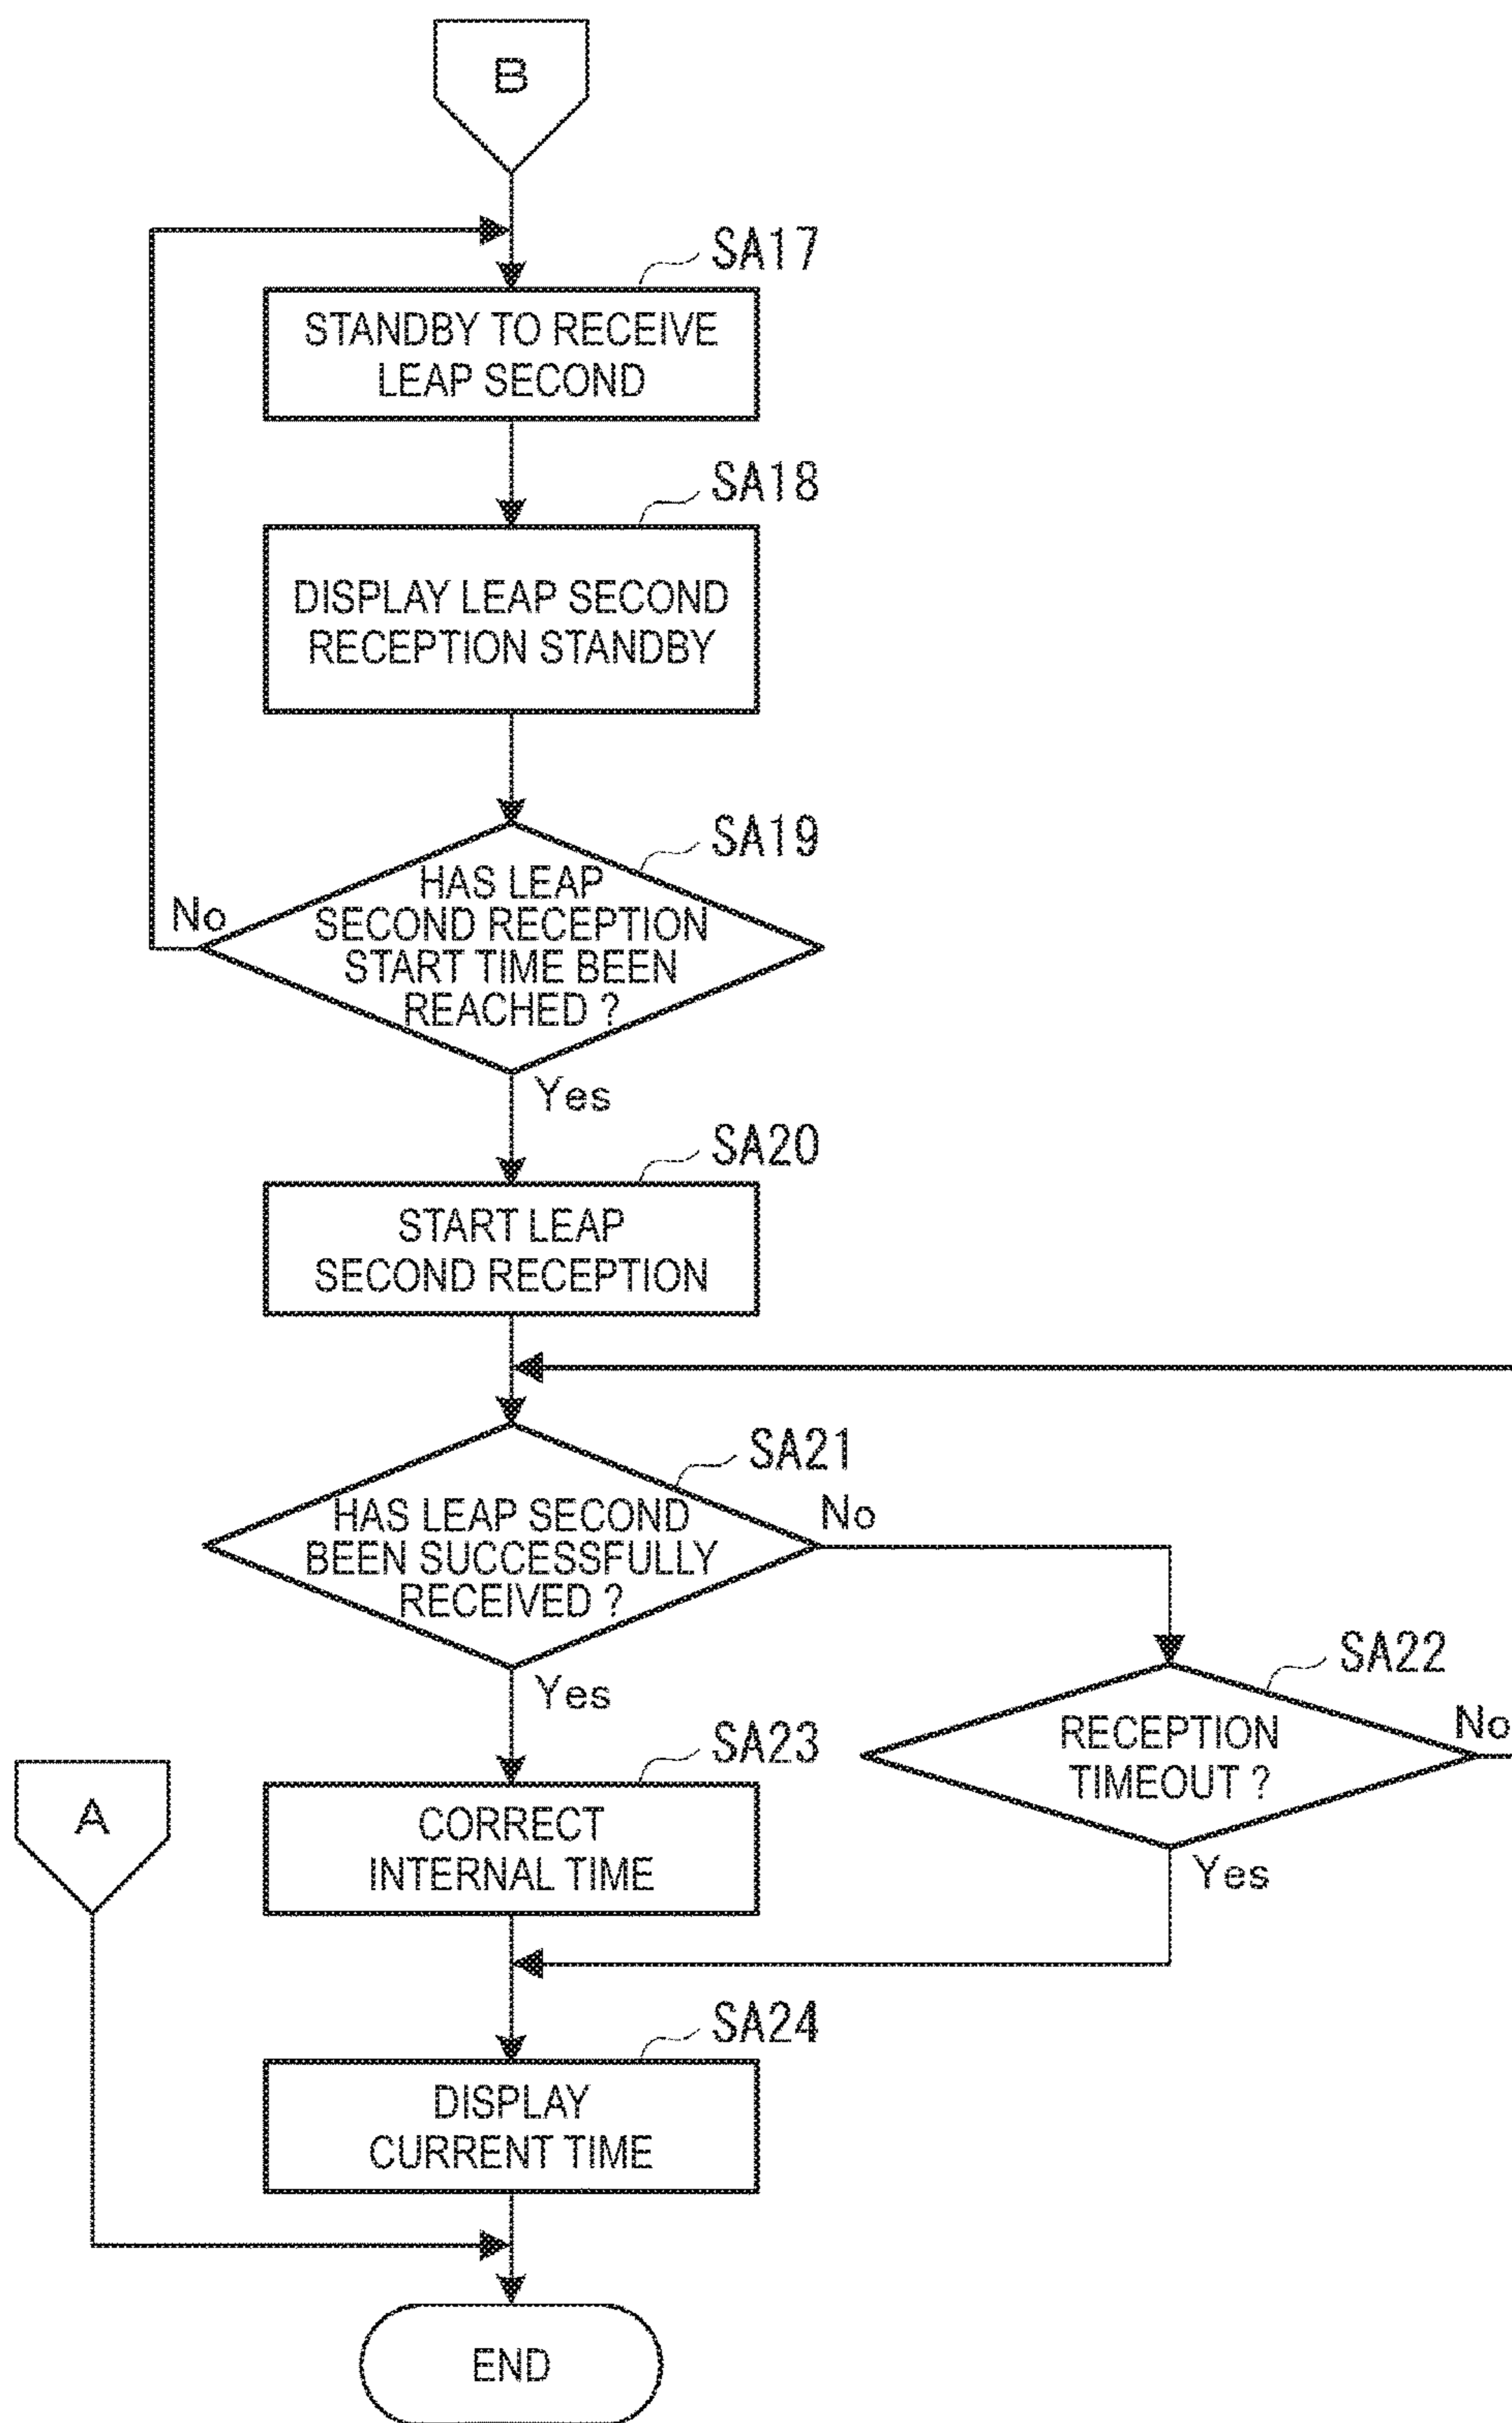 B
SA17
STANDBY TO RECEIVE
LEAP SECOND
SA18
DISPLAY LEAP SECOND
RECEPTION STANDBY
SA19
HAS LEAP
SECOND RECEPTION
START TIME BEEN
REACHED ?
No
Yes
SA20
START LEAP
SECOND RECEPTION
SA21
HAS LEAP SECOND
BEEN SUCCESSFULLY
RECEIVED ?
No
Yes
SA22
RECEPTION
TIMEOUT ?
No
Yes
SA23
CORRECT
INTERNAL TIME
A
SA24
DISPLAY
CURRENT TIME
END